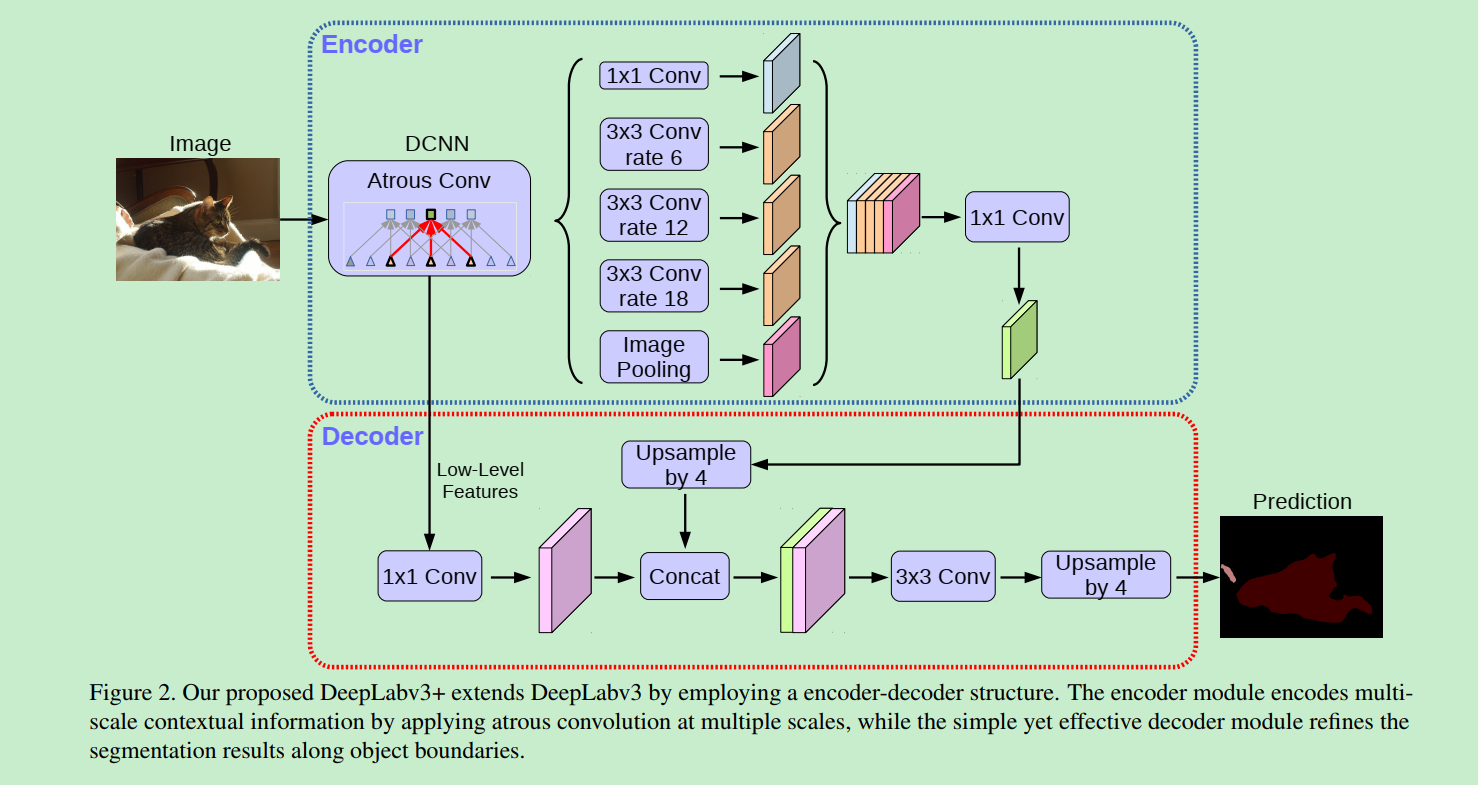 Encoder
Image
DCNN
Atrous Conv
1x1 Conv
3x3 Conv
rate 6
3x3 Conv
rate 12
3x3 Conv
rate 18
Image
Pooling
1x1 Conv
Decoder
Low-Level
Features
Upsample
by 4
1x1 Conv
Concat
3x3 Conv
Upsample
by 4
Prediction
Figure 2. Our proposed DeepLabv3+ extends DeepLabv3 by employing a encoder-decoder structure. The encoder module encodes multi-
scale contextual information by applying atrous convolution at multiple scales, while the simple yet effective decoder module refines the
segmentation results along object boundaries.